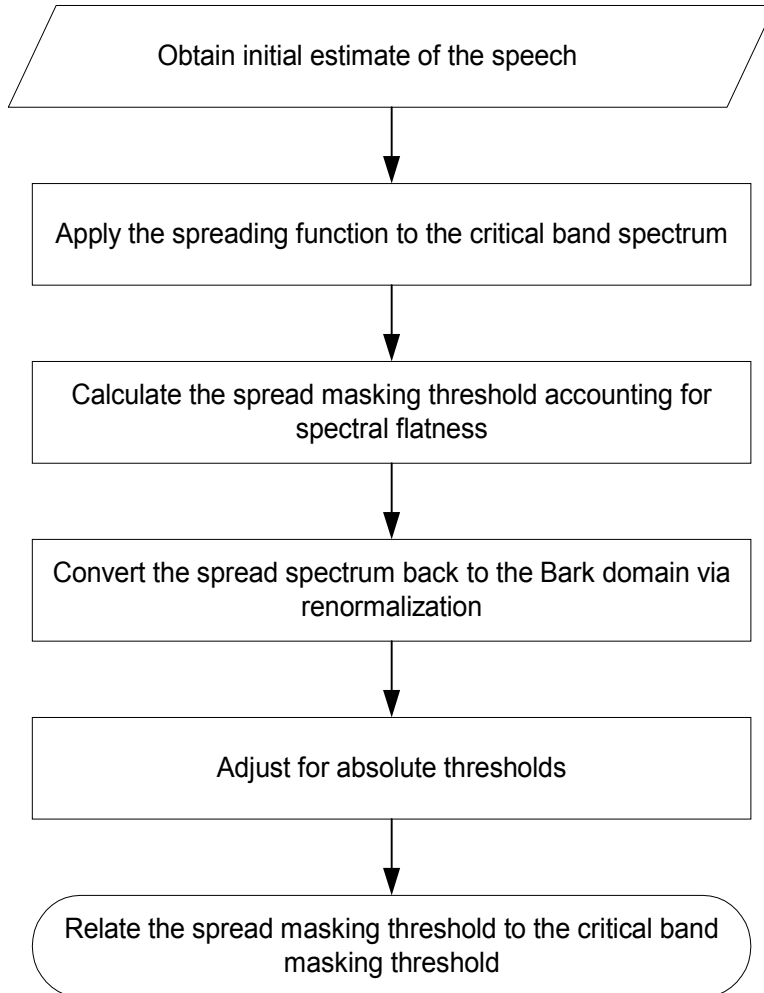 Obtain initial estimate of the speech
Apply the spreading function to the critical band spectrum
Calculate the spread masking threshold accounting for
spectral flatness
Convert the spread spectrum back to the Bark domain via
renormalization
Adjust for absolute thresholds
Relate the spread masking threshold to the critical band
masking threshold